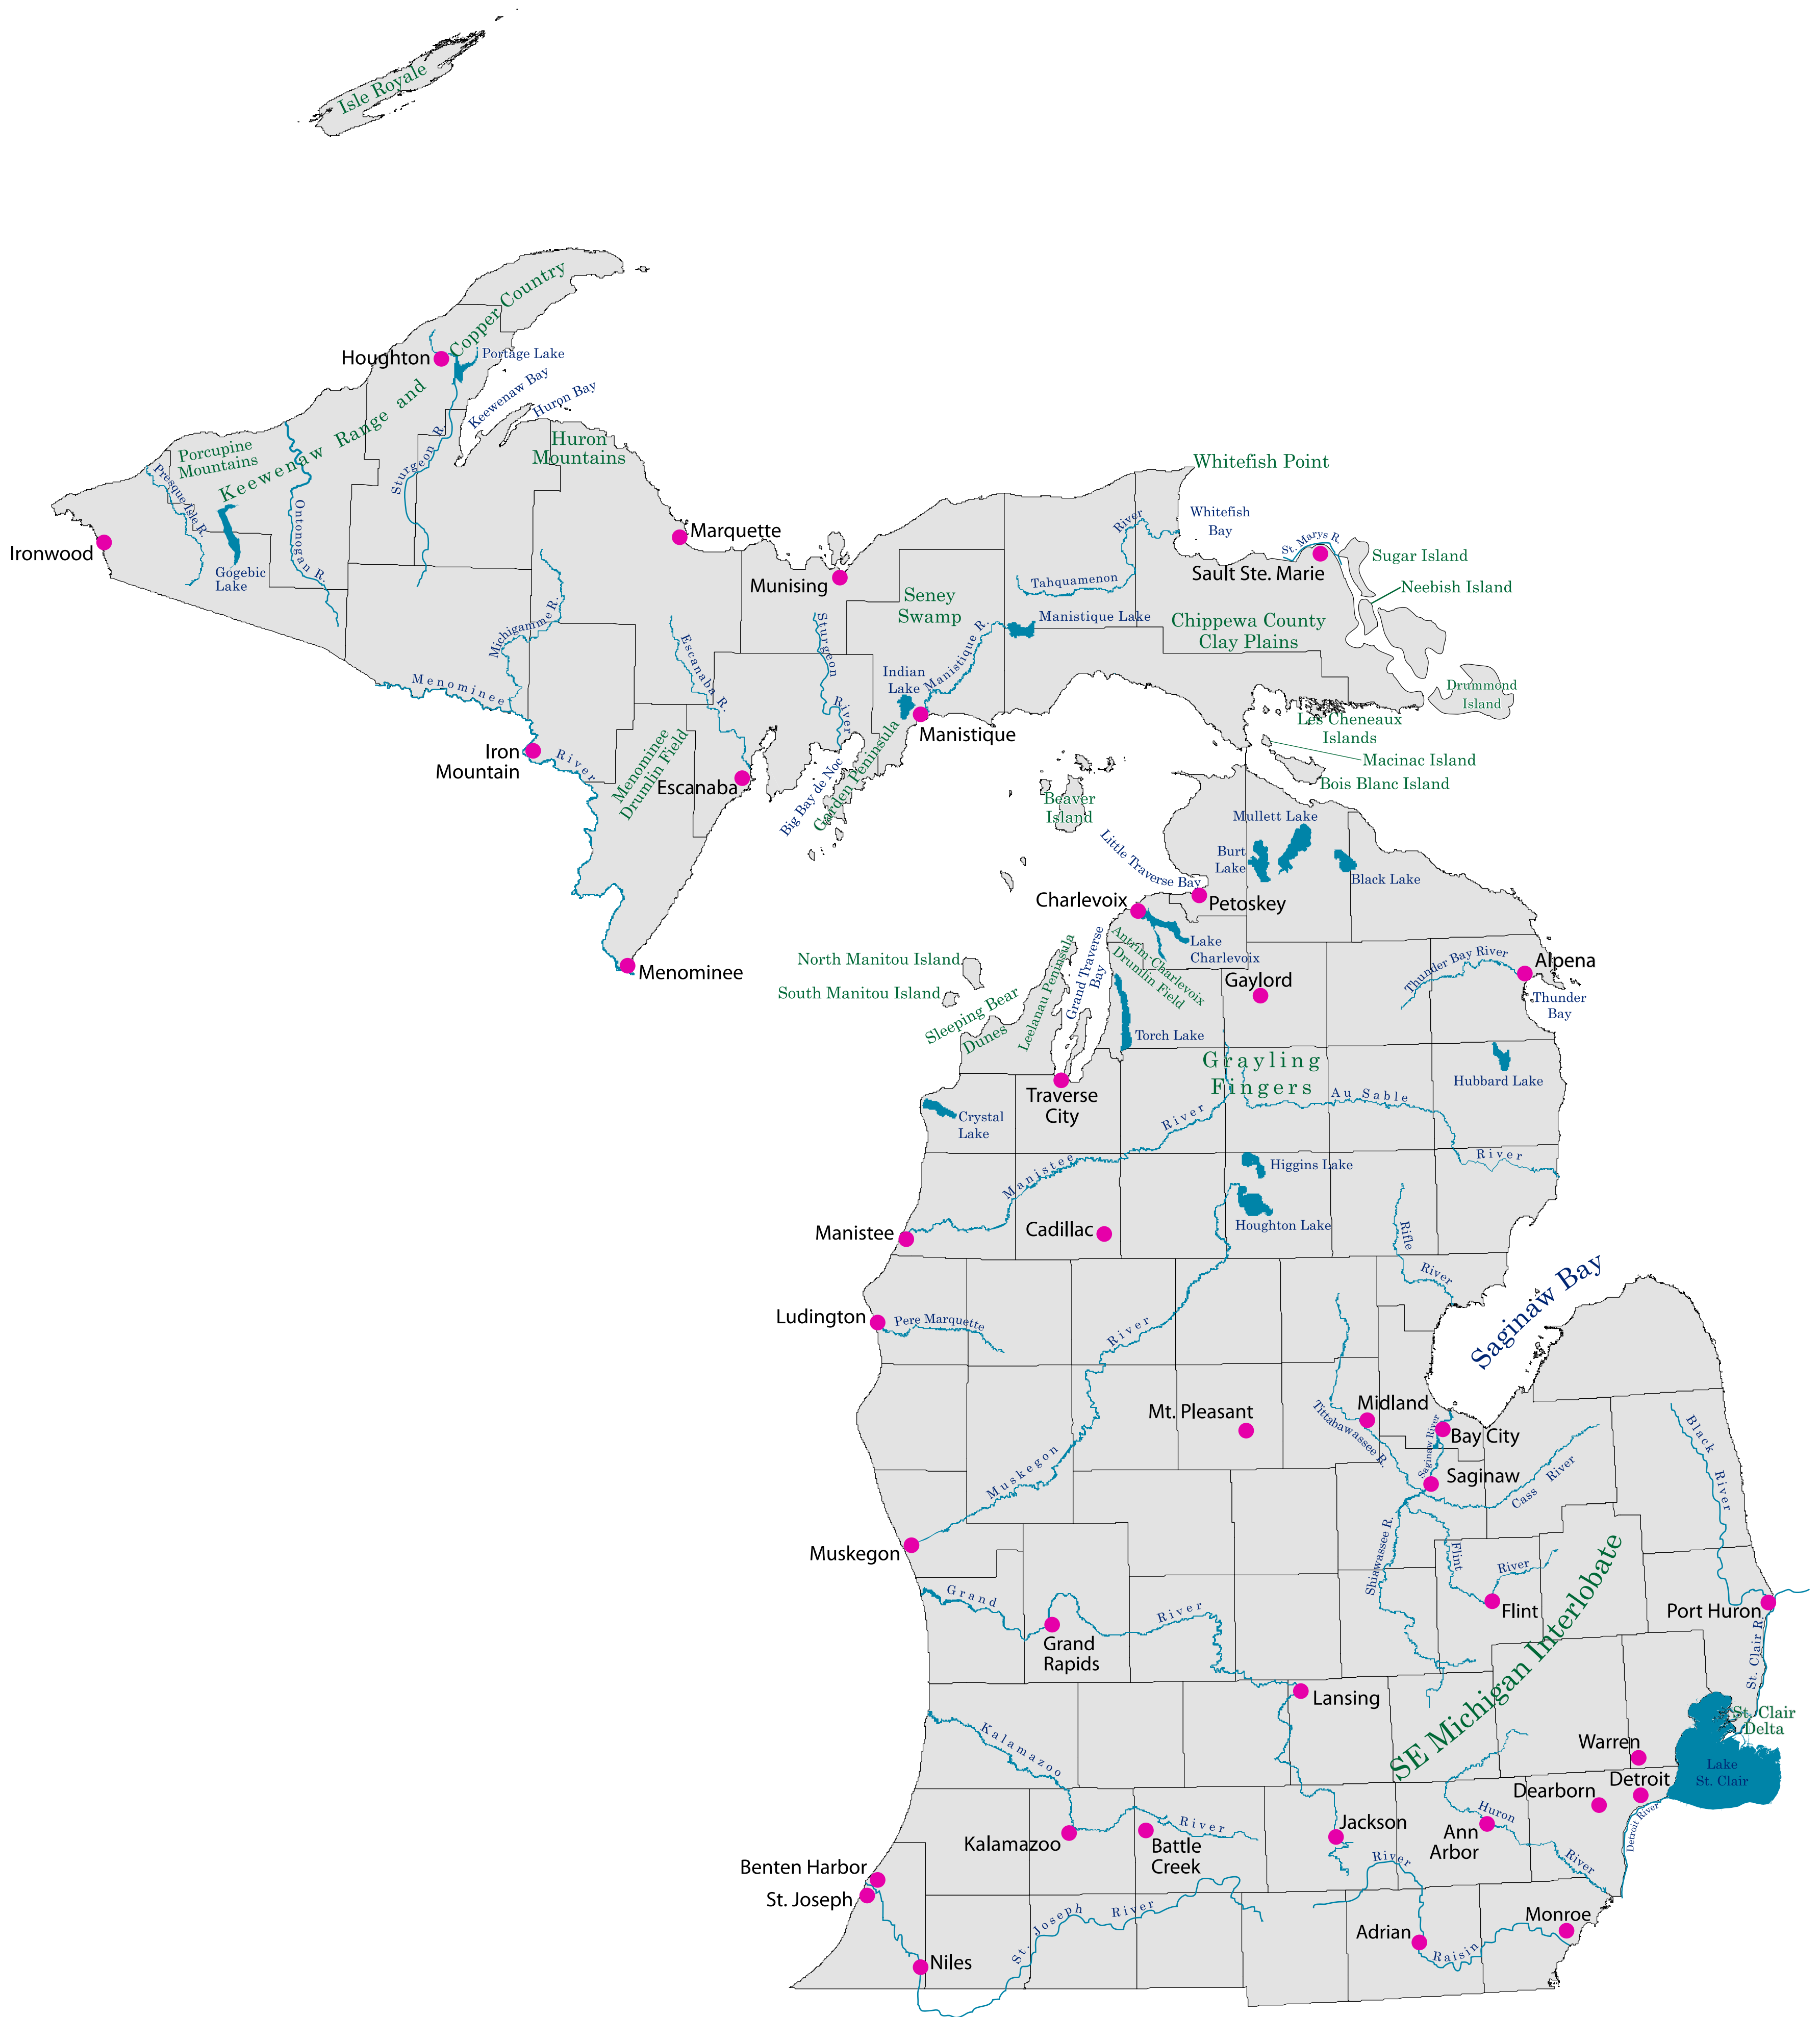 Isle Royale
Copper Country
Houghton
Portage Lake
Keewenaw Bay
Huron Bay
Keewenaw Range and
Sturgeon R.
Huron
Mountains
Porcupine
Mountains
Presque Isle R.
Ontonogan R.
Ironwood
Gogebic
Lake
Marquette
Munising
Whitefish Point
Whitefish
Bay
River
Tahquamenon
St. Marys R.
Sault Ste. Marie
Sugar Island
Neebish Island
Seney
Swamp
Manistique Lake
Chippewa County
Clay Plains
Michigamme R.
Escanaba R.
Sturgeon
River
Indian
Lake
Manistique R.
Manistique
Drummond
Island
Les Cheneaux
Islands
Macinac Island
Bois Blanc Island
Menominee
River
Iron
Mountain
Menominee
Drumlin Field
Escanaba
Big Bay de Noc
Garden Peninsula
Beaver
Island
Mullett Lake
Burt
Lake
Black Lake
Little Traverse Bay
Petoskey
Charlevoix
Lake
Charlevoix
Antrim-Charlevoix
Drumlin Field
Grand Traverse
Bay
Leelanau Peninsula
North Manitou Island
South Manitou Island
Sleeping Bear
Dunes
Menominee
Gaylord
Thunder Bay River
Alpena
Thunder
Bay
Torch Lake
Grayling
Fingers
Hubbard Lake
Traverse
City
Crystal
Lake
Au Sable
River
Manistee
River
Higgins Lake
Houghton Lake
Manistee
Cadillac
Rifle
River
Saginaw Bay
Ludington
Pere Marquette
Muskegon
River
Mt. Pleasant
Midland
Tittabawassee R.
Saginaw River
Bay City
Saginaw
Cass
River
Black
River
Muskegon
Shiawassee R.
Flint
River
Flint
SE Michigan Interlobate
Port Huron
St. Clair R.
Grand
River
Grand
Rapids
Lansing
St. Clair
Delta
Lake
St. Clair
Warren
Detroit
Dearborn
Detroit River
Kalamazoo
River
Kalamazoo
Battle
Creek
Jackson
Huron
River
Ann
Arbor
Benten Harbor
St. Joseph
Niles
St. Joseph
River
River
Raisin
Adrian
Monroe